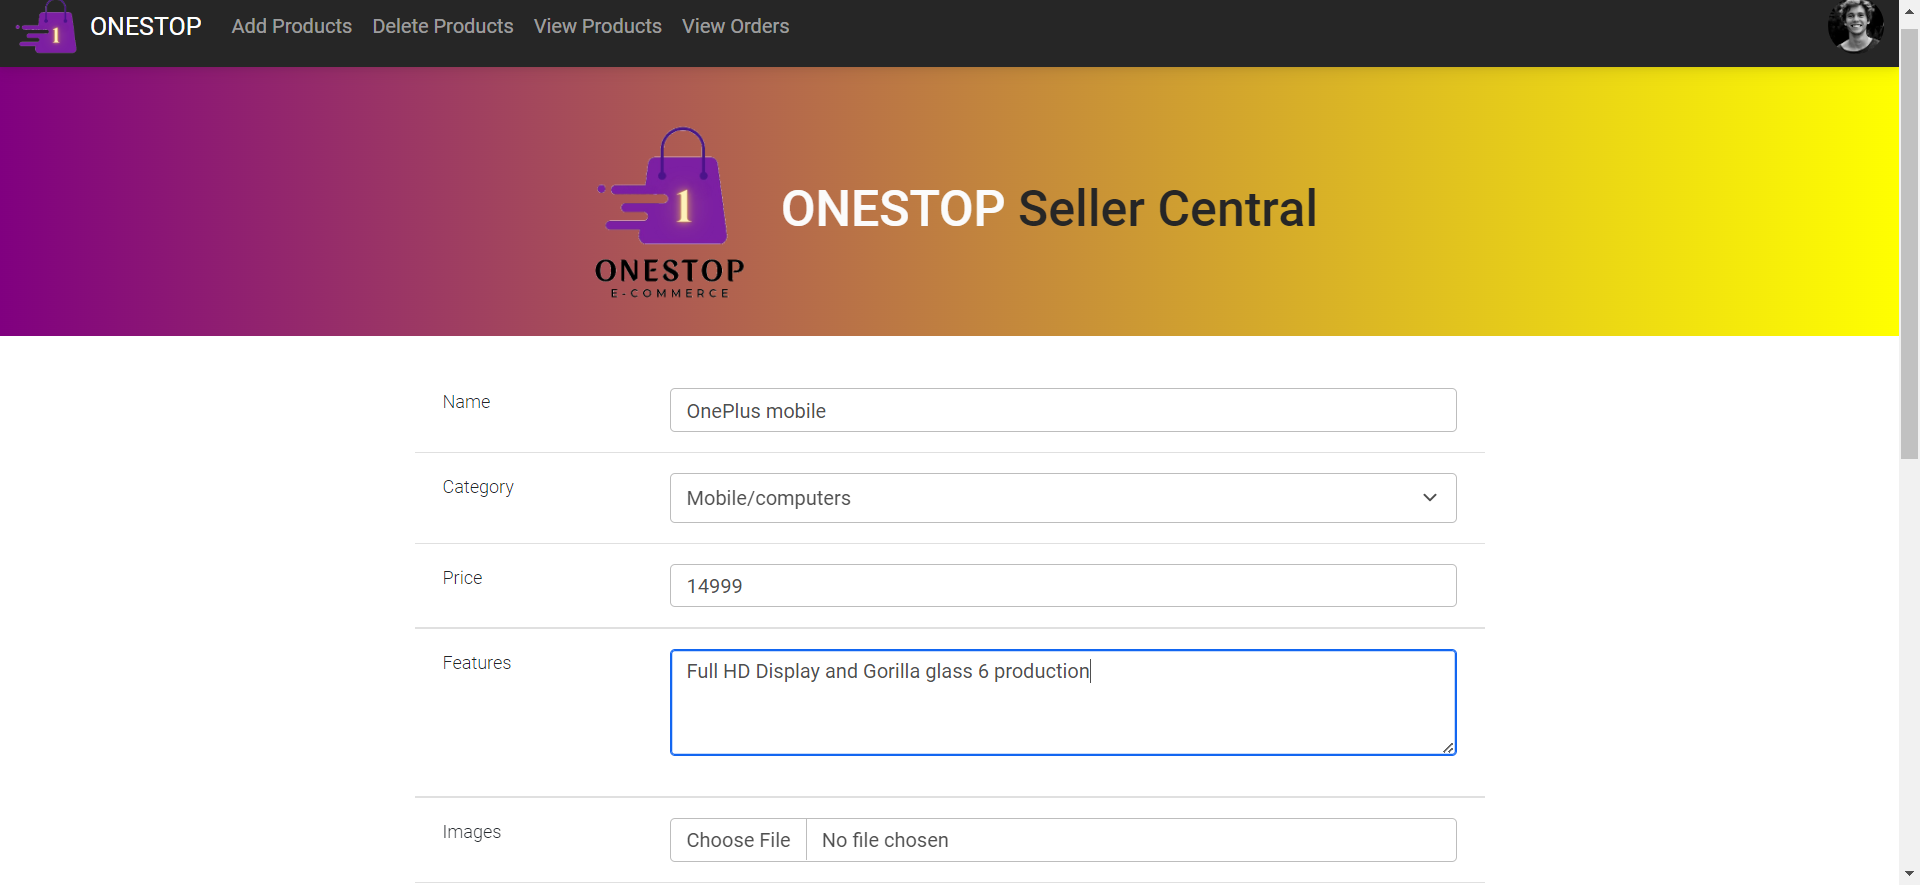 1 ONESTOP Add Products Delete Products View Products View Orders
1
ONESTOP Seller Central
ONESTOP
E-COMMERCE
Name
OnePlus mobile
Category
Mobile/computers
Price
14999
Features
Full HD Display and Gorilla glass 6 production
Images
Choose File No file chosen